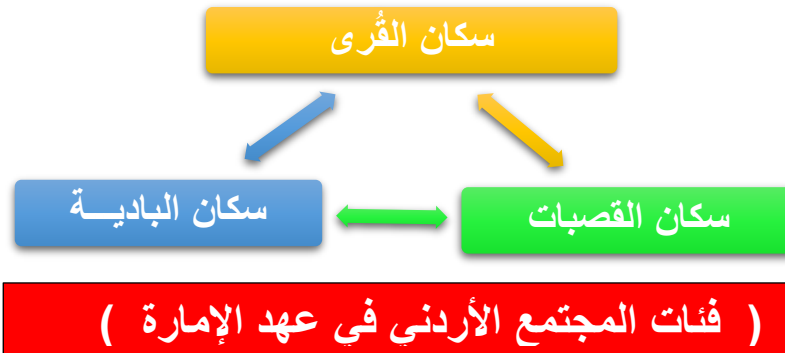 سكان القُرى
سكان القصبات
سكان الباديـــة
( فئات المجتمع الأردني في عهد الإمارة )